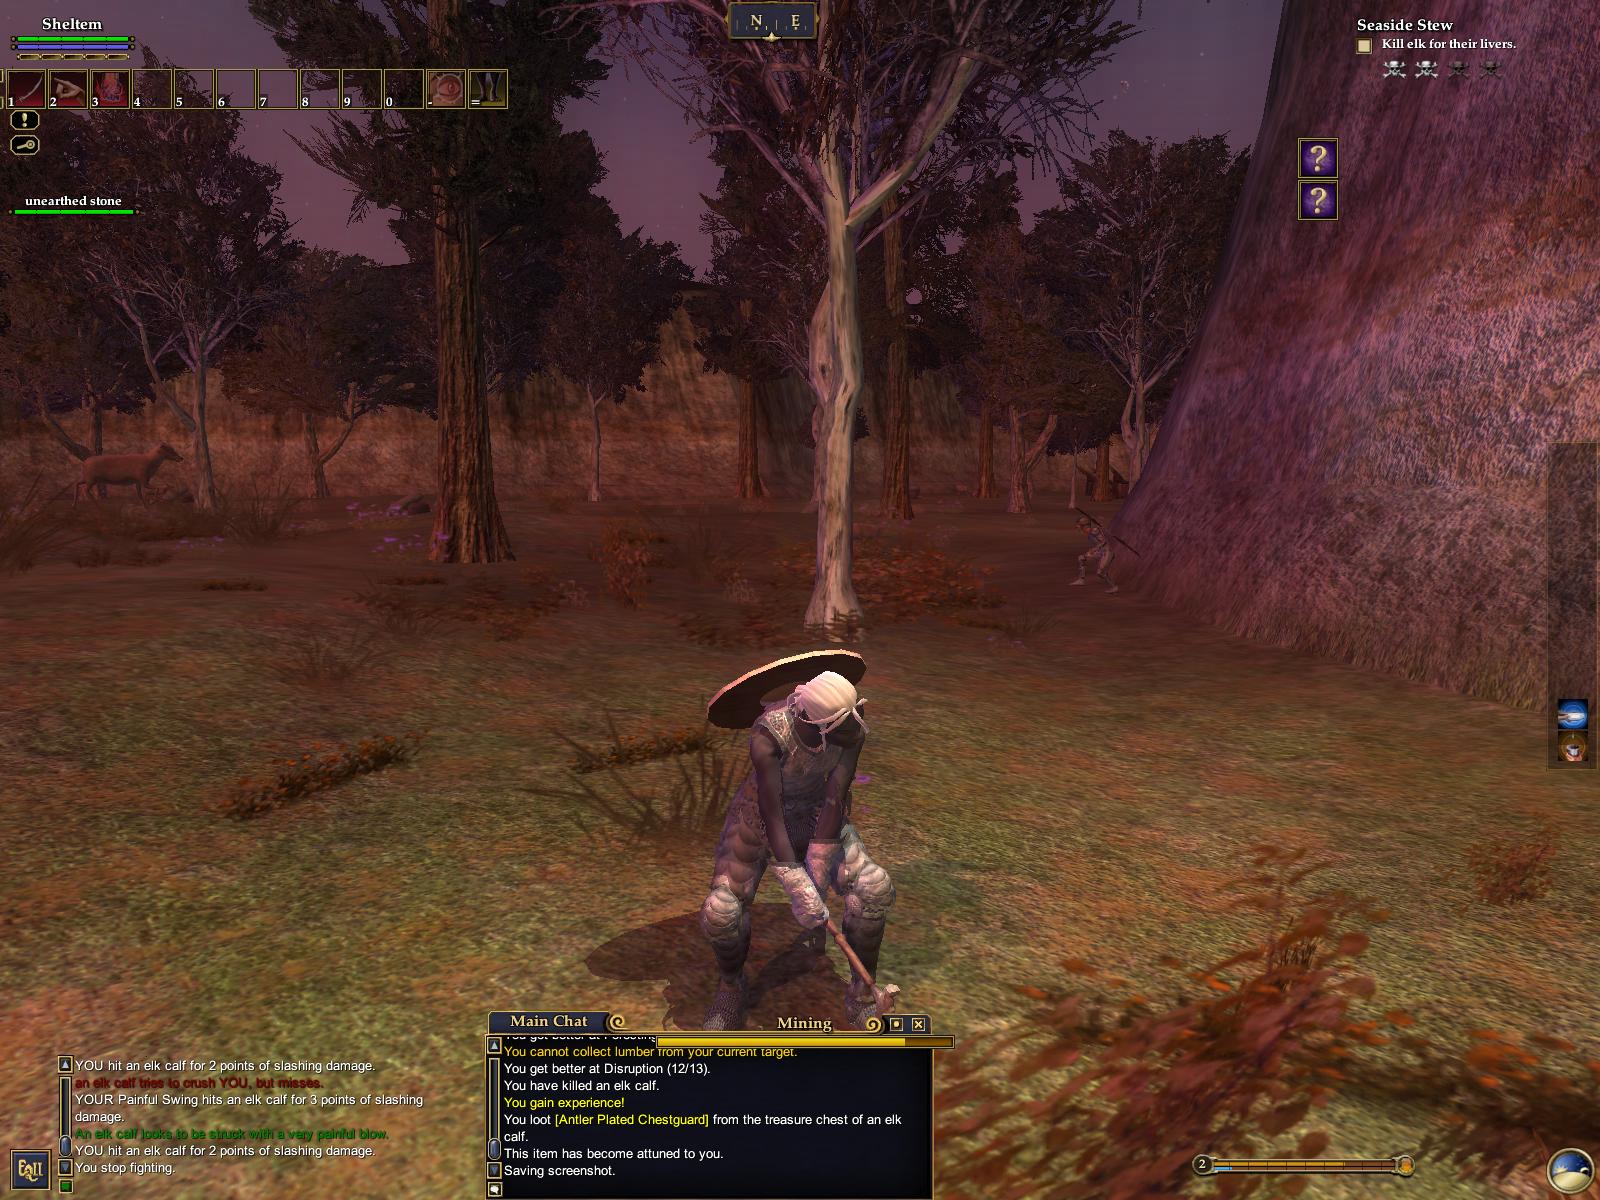 Sheltem
N E
Seaside Stew
Kill elk for their livers.
1 2 3 4 5 6 7 8 9 0 - =
unearthed stone
Main Chat
Mining
You get better at Foresting
You cannot collect lumber from your current target.
You get better at Disruption (12/13).
You have killed an elk calf.
You gain experience!
You loot [Antler Plated Chestguard] from the treasure chest of an elk
calf.
This item has become attuned to you.
Saving screenshot.
YOU hit an elk calf for 2 points of slashing damage.
an elk calf tries to crush YOU, but misses.
YOUR Painful Swing hits an elk calf for 3 points of slashing
damage.
An elk calf looks to be struck with a very painful blow.
YOU hit an elk calf for 2 points of slashing damage.
You stop fighting.
EQII
2